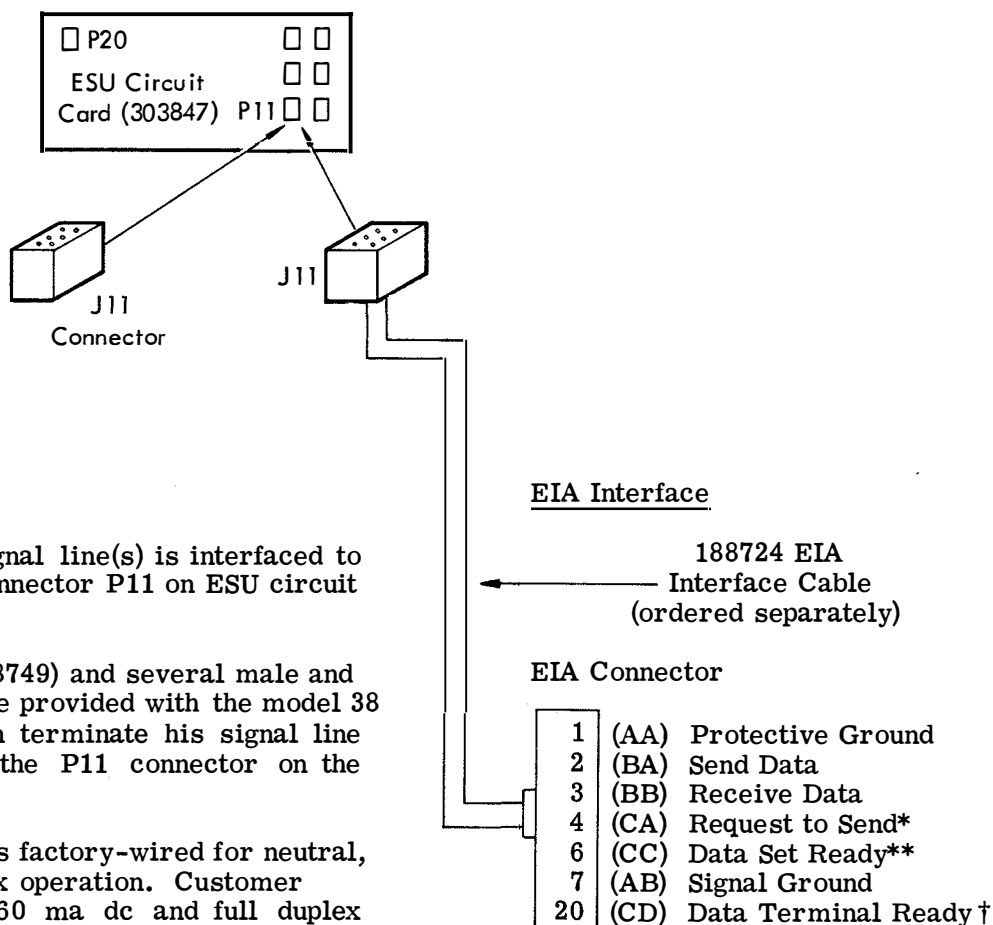 P20
ESU Circuit
Card (303847) P11
J11
Connector
J11
gnal line(s) is interfaced to
nnector P11 on ESU circuit
8749) and several male and
e provided with the model 38
n terminate his signal line
the P11 connector on the
s factory-wired for neutral,
x operation. Customer
60 ma dc and full duplex
EIA Interface
188724 EIA
Interface Cable
(ordered separately)
EIA Connector
1 (AA) Protective Ground
2 (BA) Send Data
3 (BB) Receive Data
4 (CA) Request to Send*
6 (CC) Data Set Ready**
7 (AB) Signal Ground
20 (CD) Data Terminal Ready †